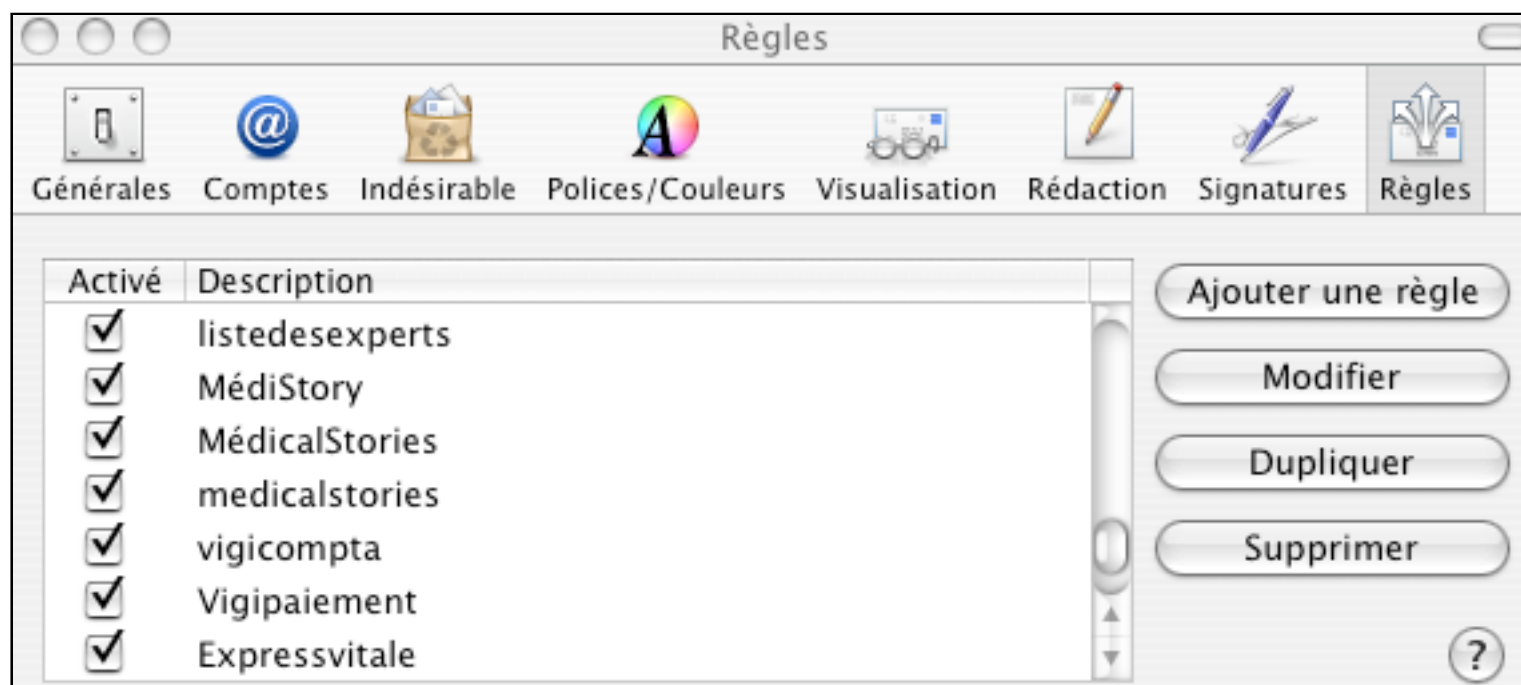 Règles
Générales Comptes Indésirable Polices/Couleurs Visualisation Rédaction Signatures Règles
Activé Description
listedesexperts
MédiStory
MédicalStories
medicalstories
vigicompta
Vigipaiement
Expressvitale
Ajouter une règle
Modifier
Dupliquer
Supprimer
?